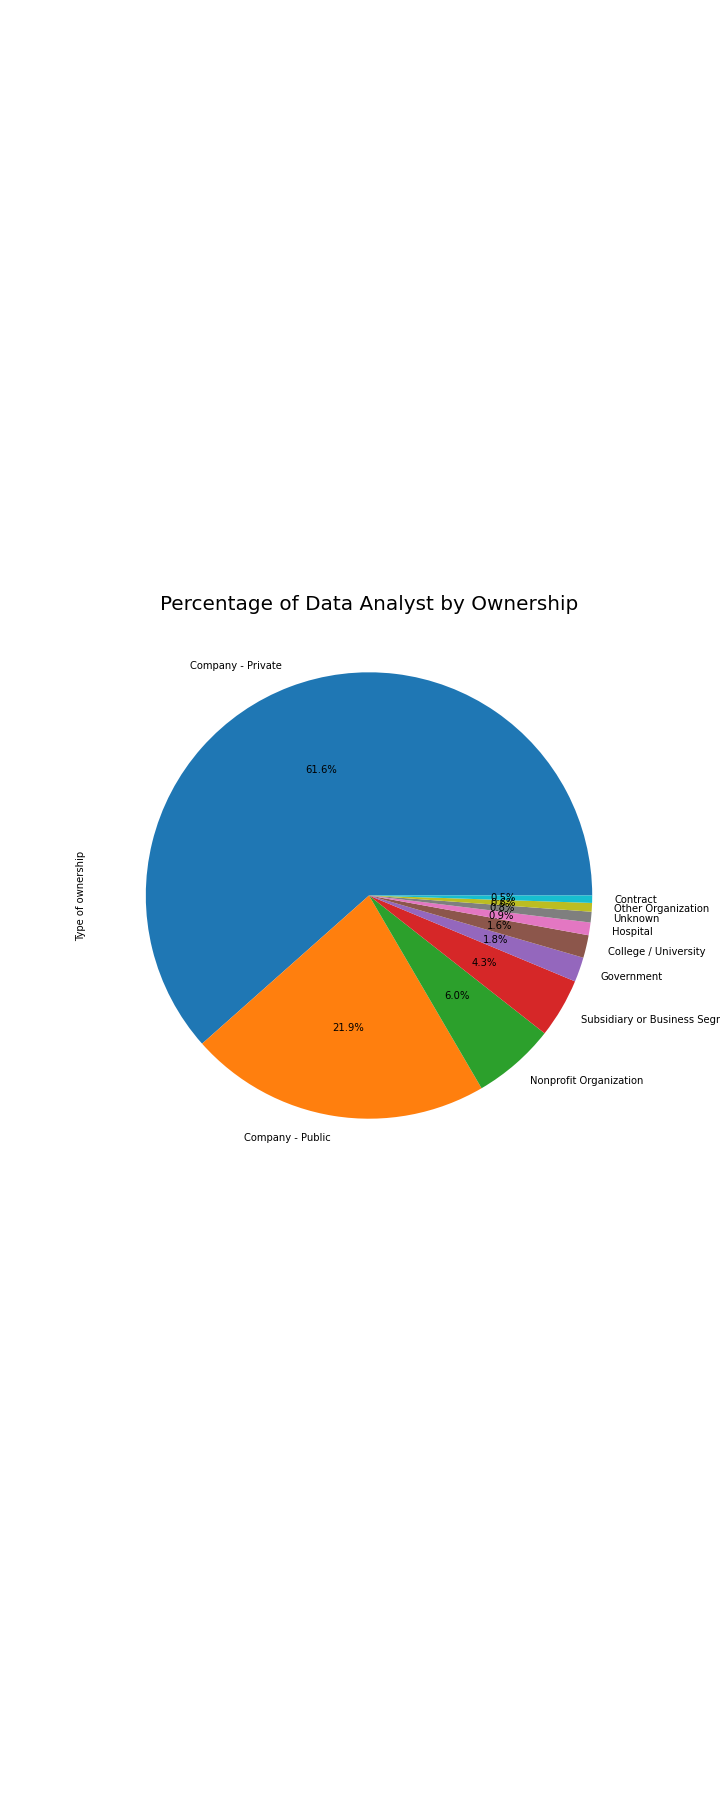 Percentage of Data Analyst by Ownership
Company - Private
61.6%
Type of ownership
0.5%
Contract
Other Organization
0.8%
Unknown
0.9%
Hospital
1.6%
College / University
1.8%
Government
4.3%
Subsidiary or Business
6.0%
21.9%
Nonprofit Organization
Company - Public